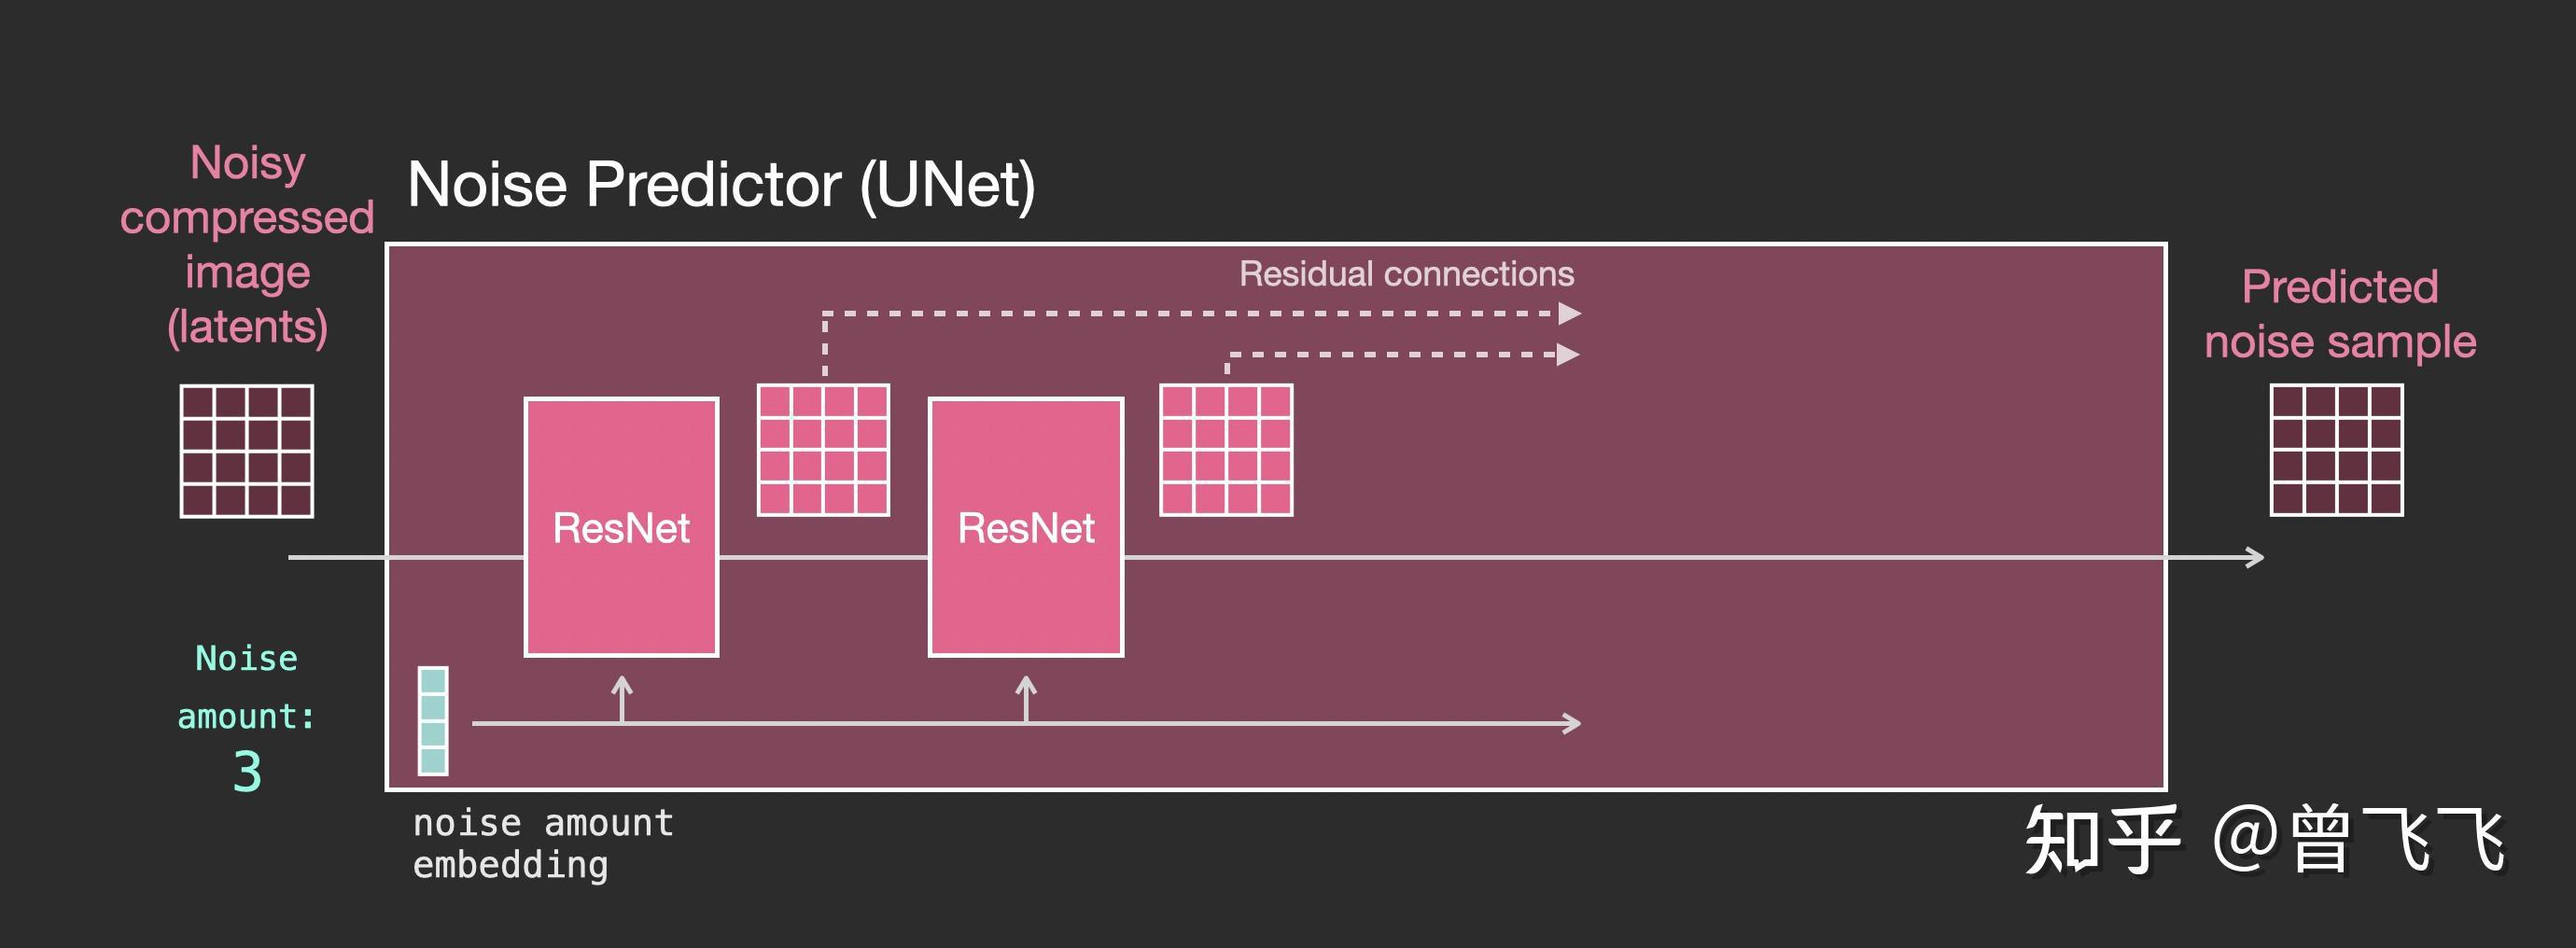 Noisy
compressed
image
(latents)
Noise Predictor (UNet)
Residual connections
Predicted
noise sample
ResNet
ResNet
Noise
amount:
3
noise amount
embedding
知乎 @曾飞飞